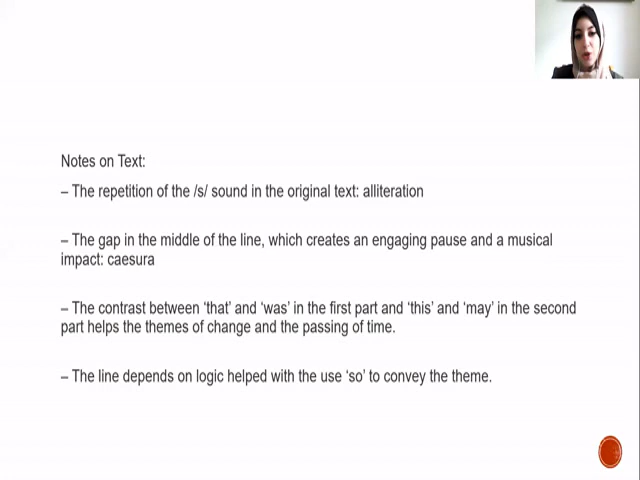 Notes on Text:
– The repetition of the /s/ sound in the original text: alliteration
– The gap in the middle of the line, which creates an engaging pause and a musical
impact: caesura
– The contrast between ‘that’ and ‘was’ in the first part and ‘this’ and ‘may’ in the second
part helps the themes of change and the passing of time.
– The line depends on logic helped with the use ‘so’ to convey the theme.